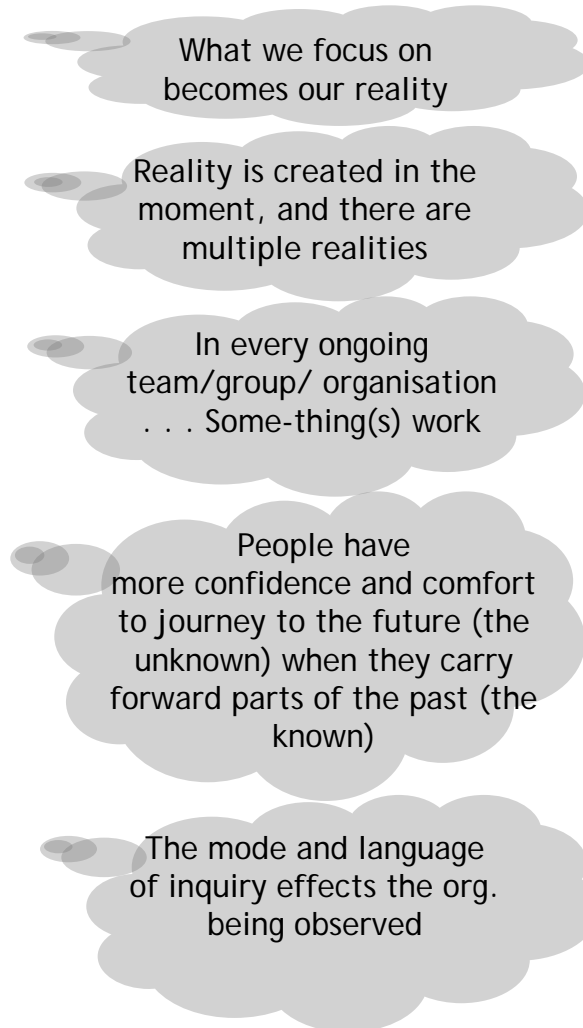 What we focus on
becomes our reality
Reality is created in the
moment, and there are
multiple realities
In every ongoing
team/group/ organisation
. . . Some-thing(s) work
People have
more confidence and comfort
to journey to the future (the
unknown) when they carry
forward parts of the past (the
known)
The mode and language
of inquiry effects the org.
being observed